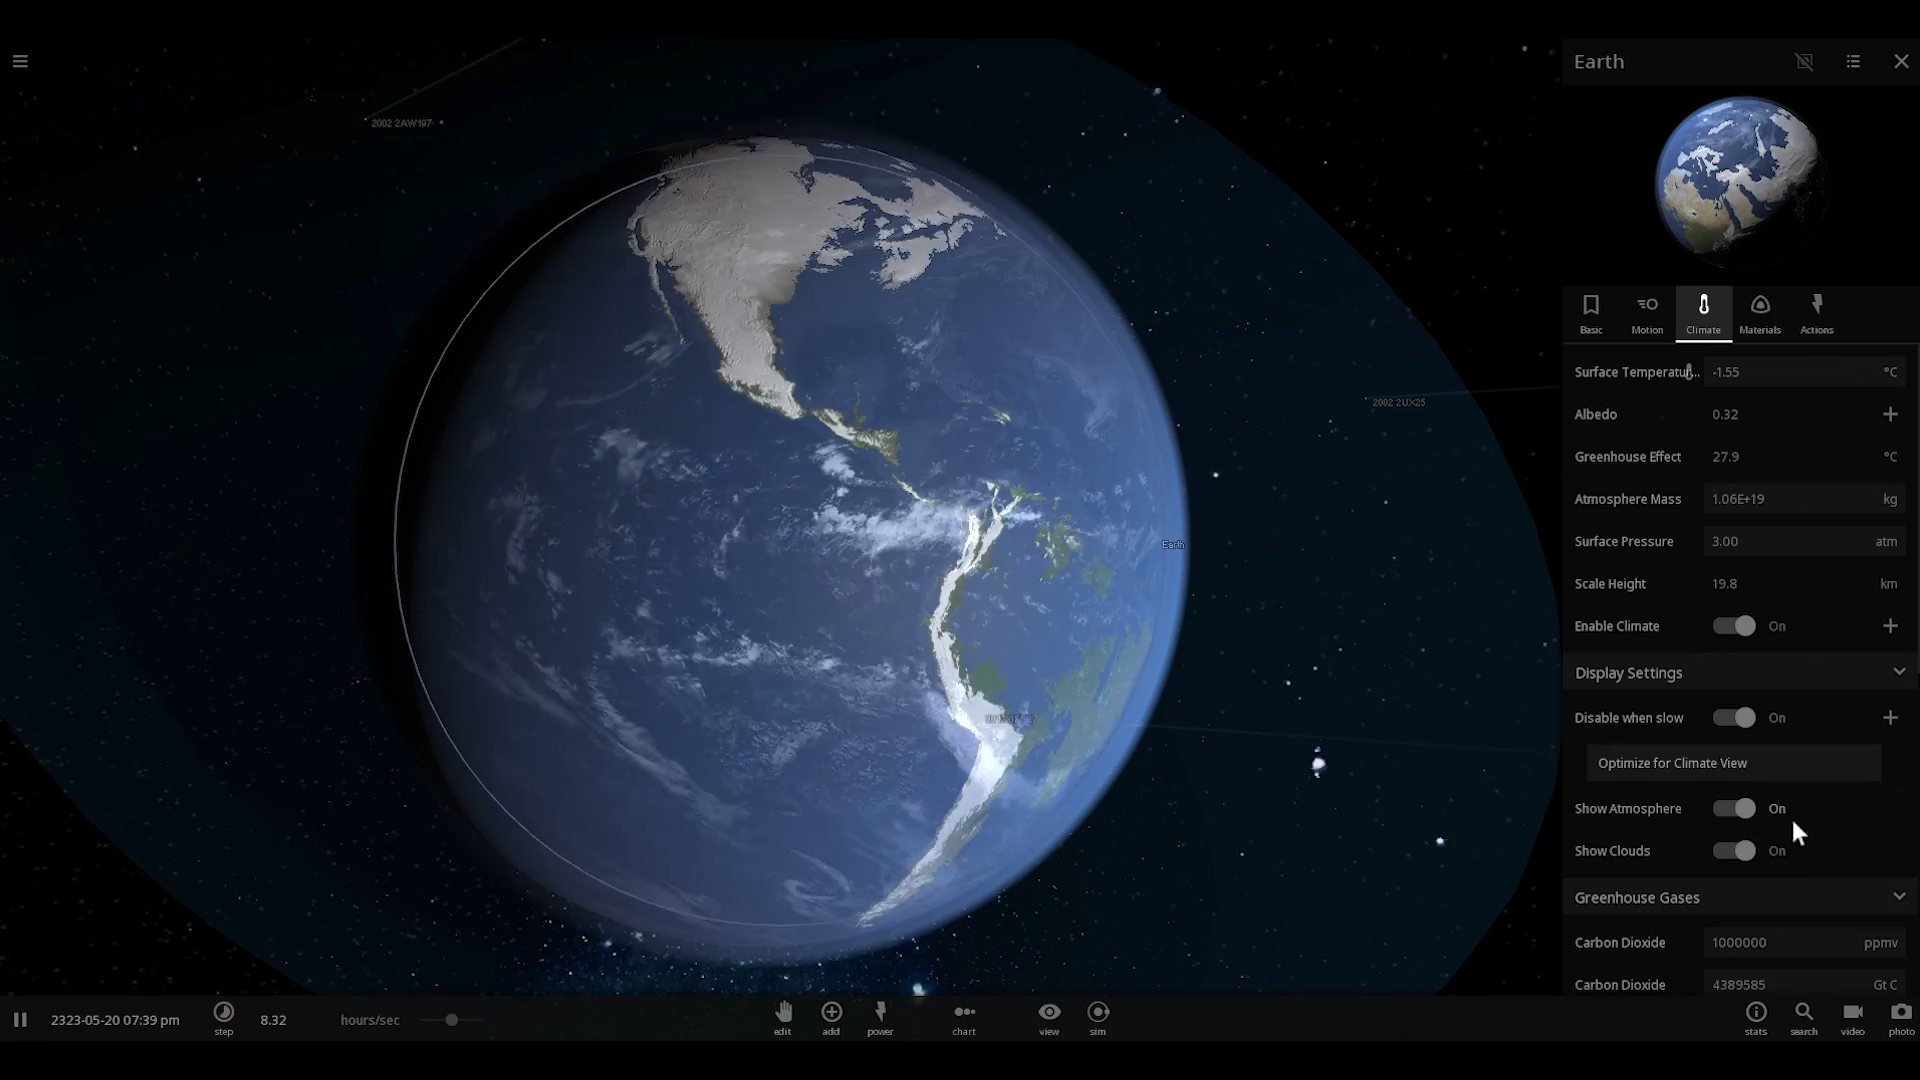 Earth
2002 2AW197
2002 2UX25
Earth
Basic
Motion
Climate
Materials
Actions
Surface Temperatur... -1.55 °C
Albedo 0.32 +
Greenhouse Effect 27.9 °C
Atmosphere Mass 1.06E+19 kg
Surface Pressure 3.00 atm
Scale Height 19.8 km
Enable Climate On +
Display Settings
Disable when slow On +
Optimize for Climate View
Show Atmosphere On
Show Clouds On
Greenhouse Gases
Carbon Dioxide 1000000 ppmv
Carbon Dioxide 4389585 Gt C
2323-05-20 07:39 pm
step
8.32 hours/sec
edit
add
power
chart
view
sim
stats
search
video
photo